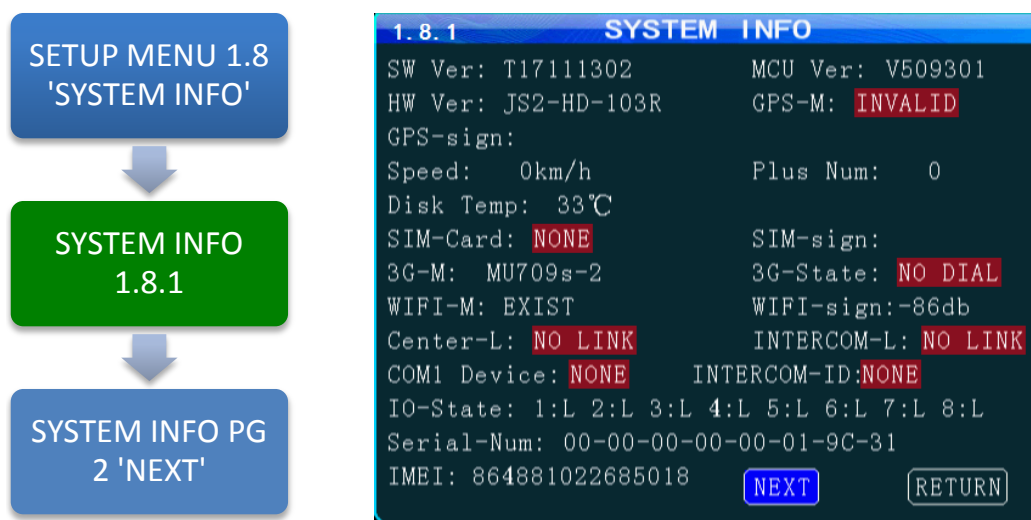 SETUP MENU 1.8
'SYSTEM INFO'
SYSTEM INFO
1.8.1
SYSTEM INFO PG
2 'NEXT'
1.8.1 SYSTEM INFO
SW Ver: T17111302 MCU Ver: V509301
HW Ver: JS2-HD-103R GPS-M: INVALID
GPS-sign:
Speed: 0km/h Plus Num: 0
Disk Temp: 33℃
SIM-Card: NONE SIM-sign:
3G-M: MU709s-2 3G-State: NO DIAL
WIFI-M: EXIST WIFI-sign:-86db
Center-L: NO LINK INTERCOM-L: NO LINK
COM1 Device: NONE INTERCOM-ID:NONE
IO-State: 1:L 2:L 3:L 4:L 5:L 6:L 7:L 8:L
Serial-Num: 00-00-00-00-00-01-9C-31
IMEI: 864881022685018 NEXT RETURN